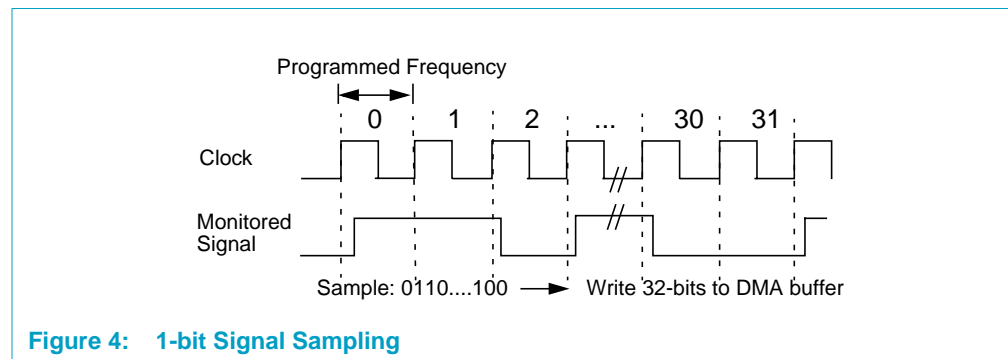 Programmed Frequency
0 1 2 ... 30 31
Clock
Monitored
Signal
Sample: 0110....100 Write 32-bits to DMA buffer
Figure 4: 1-bit Signal Sampling